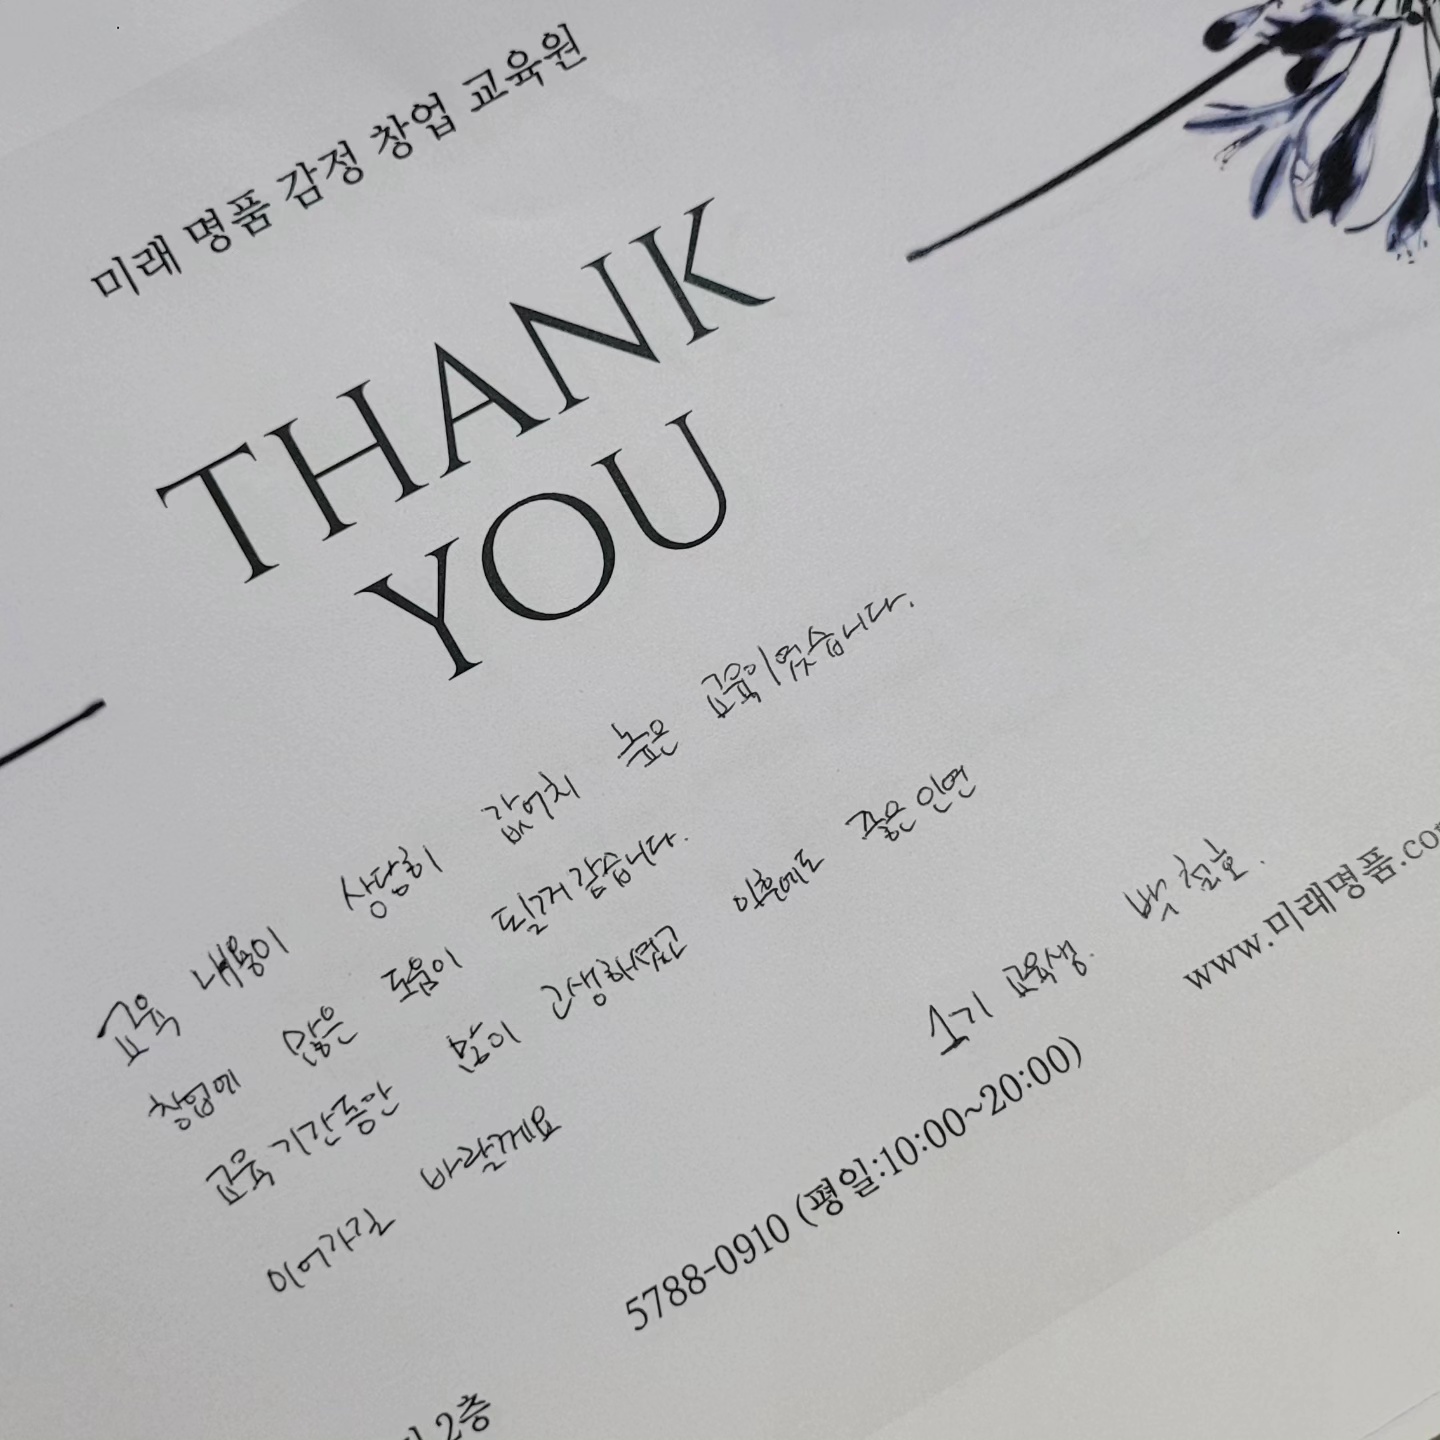 미래 명품 감정 창업 교육원
THANK
YOU
교육 내용이 상당히 값어치 높은 교육이었습니다.
창업에 많은 도움이 될거 같습니다.
교육 기간동안 많이 고생하셨고 이후에도 좋은 인연
이어가길 바랄께요
1기 교육생. 백철호.
www.미래명품.co
5788-0910 (평일:10:00~20:00)
2층